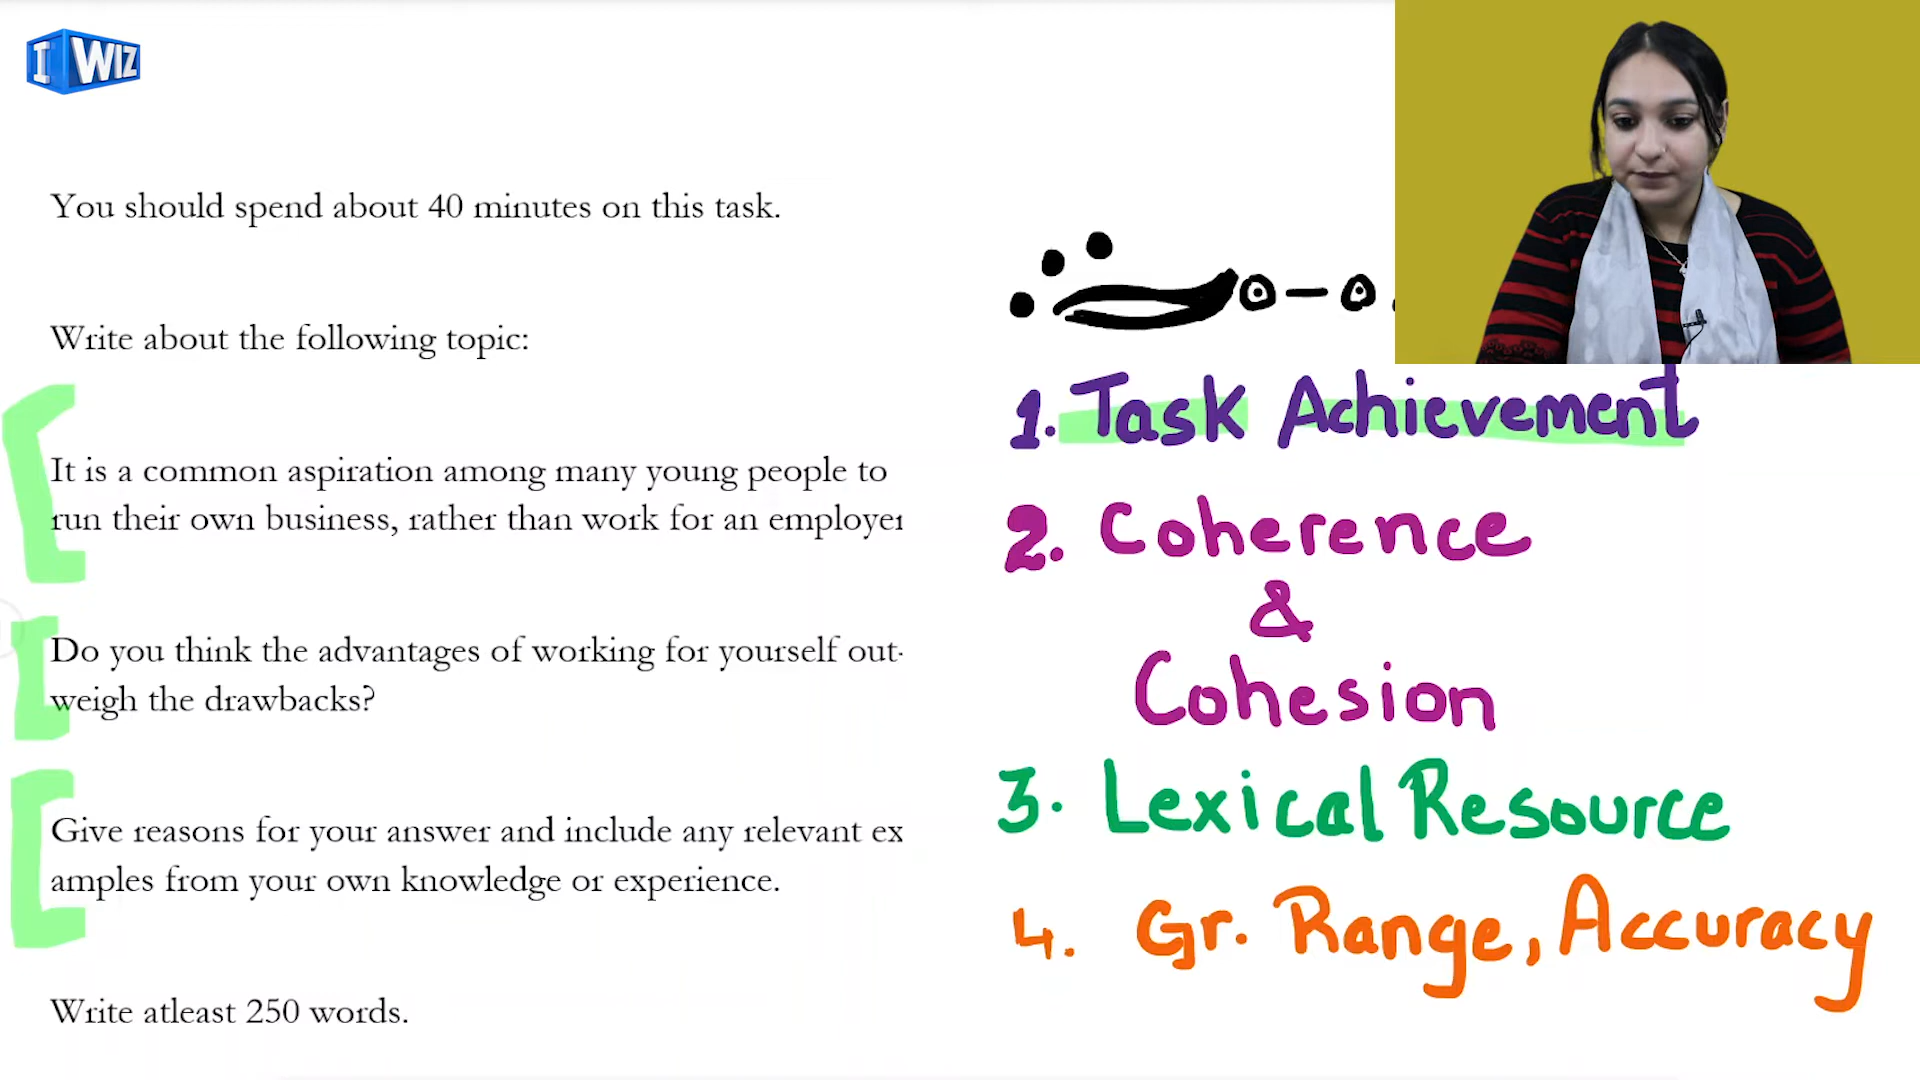 I WIZ
You should spend about 40 minutes on this task.
Write about the following topic:
It is a common aspiration among many young people to
run their own business, rather than work for an employer
Do you think the advantages of working for yourself out-
weigh the drawbacks?
Give reasons for your answer and include any relevant ex
amples from your own knowledge or experience.
Write atleast 250 words.
1. Task Achievement
2. Coherence
&
Cohesion
3. Lexical Resource
4. Gr. Range, Accuracy